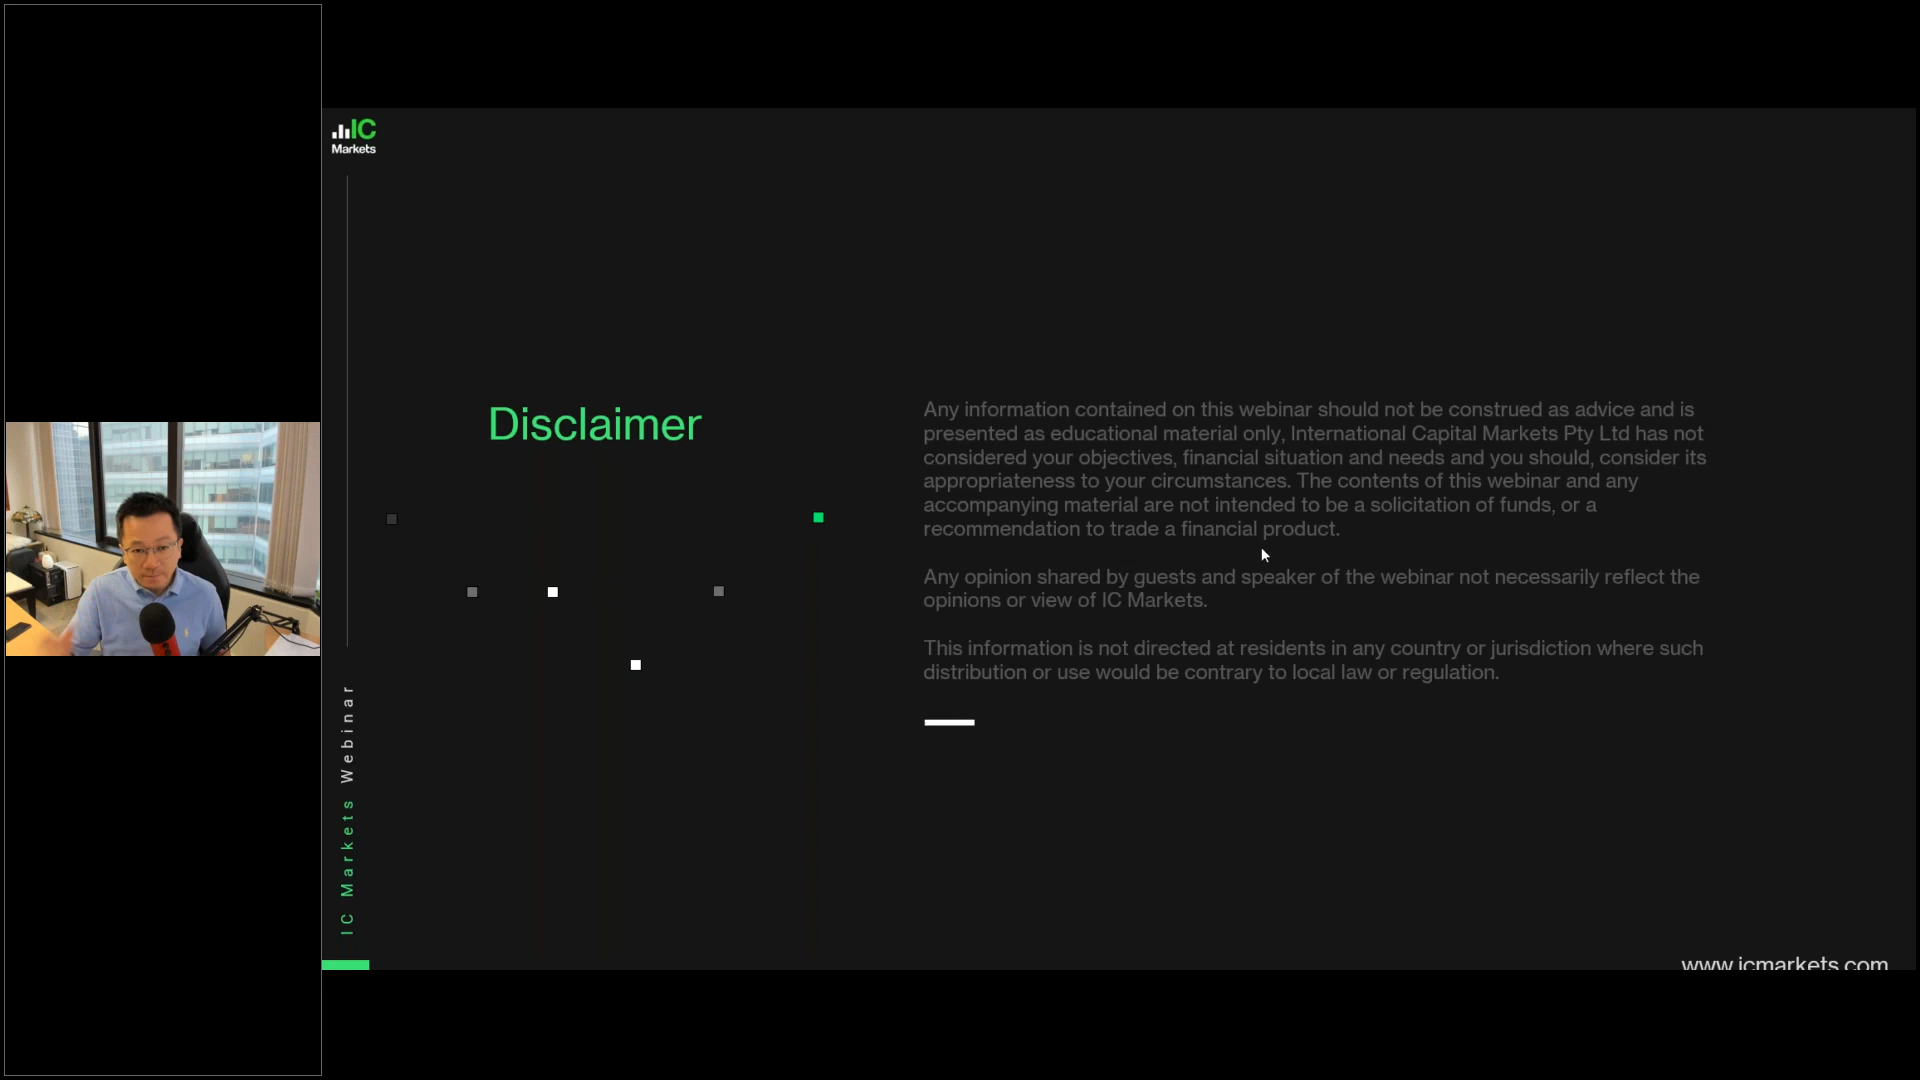 IC
Markets
IC Markets Webinar
Disclaimer
Any information contained on this webinar should not be construed as advice and is
presented as educational material only, International Capital Markets Pty Ltd has not
considered your objectives, financial situation and needs and you should, consider its
appropriateness to your circumstances. The contents of this webinar and any
accompanying material are not intended to be a solicitation of funds, or a
recommendation to trade a financial product.
Any opinion shared by guests and speaker of the webinar not necessarily reflect the
opinions or view of IC Markets.
This information is not directed at residents in any country or jurisdiction where such
distribution or use would be contrary to local law or regulation.
www.icmarkets.com